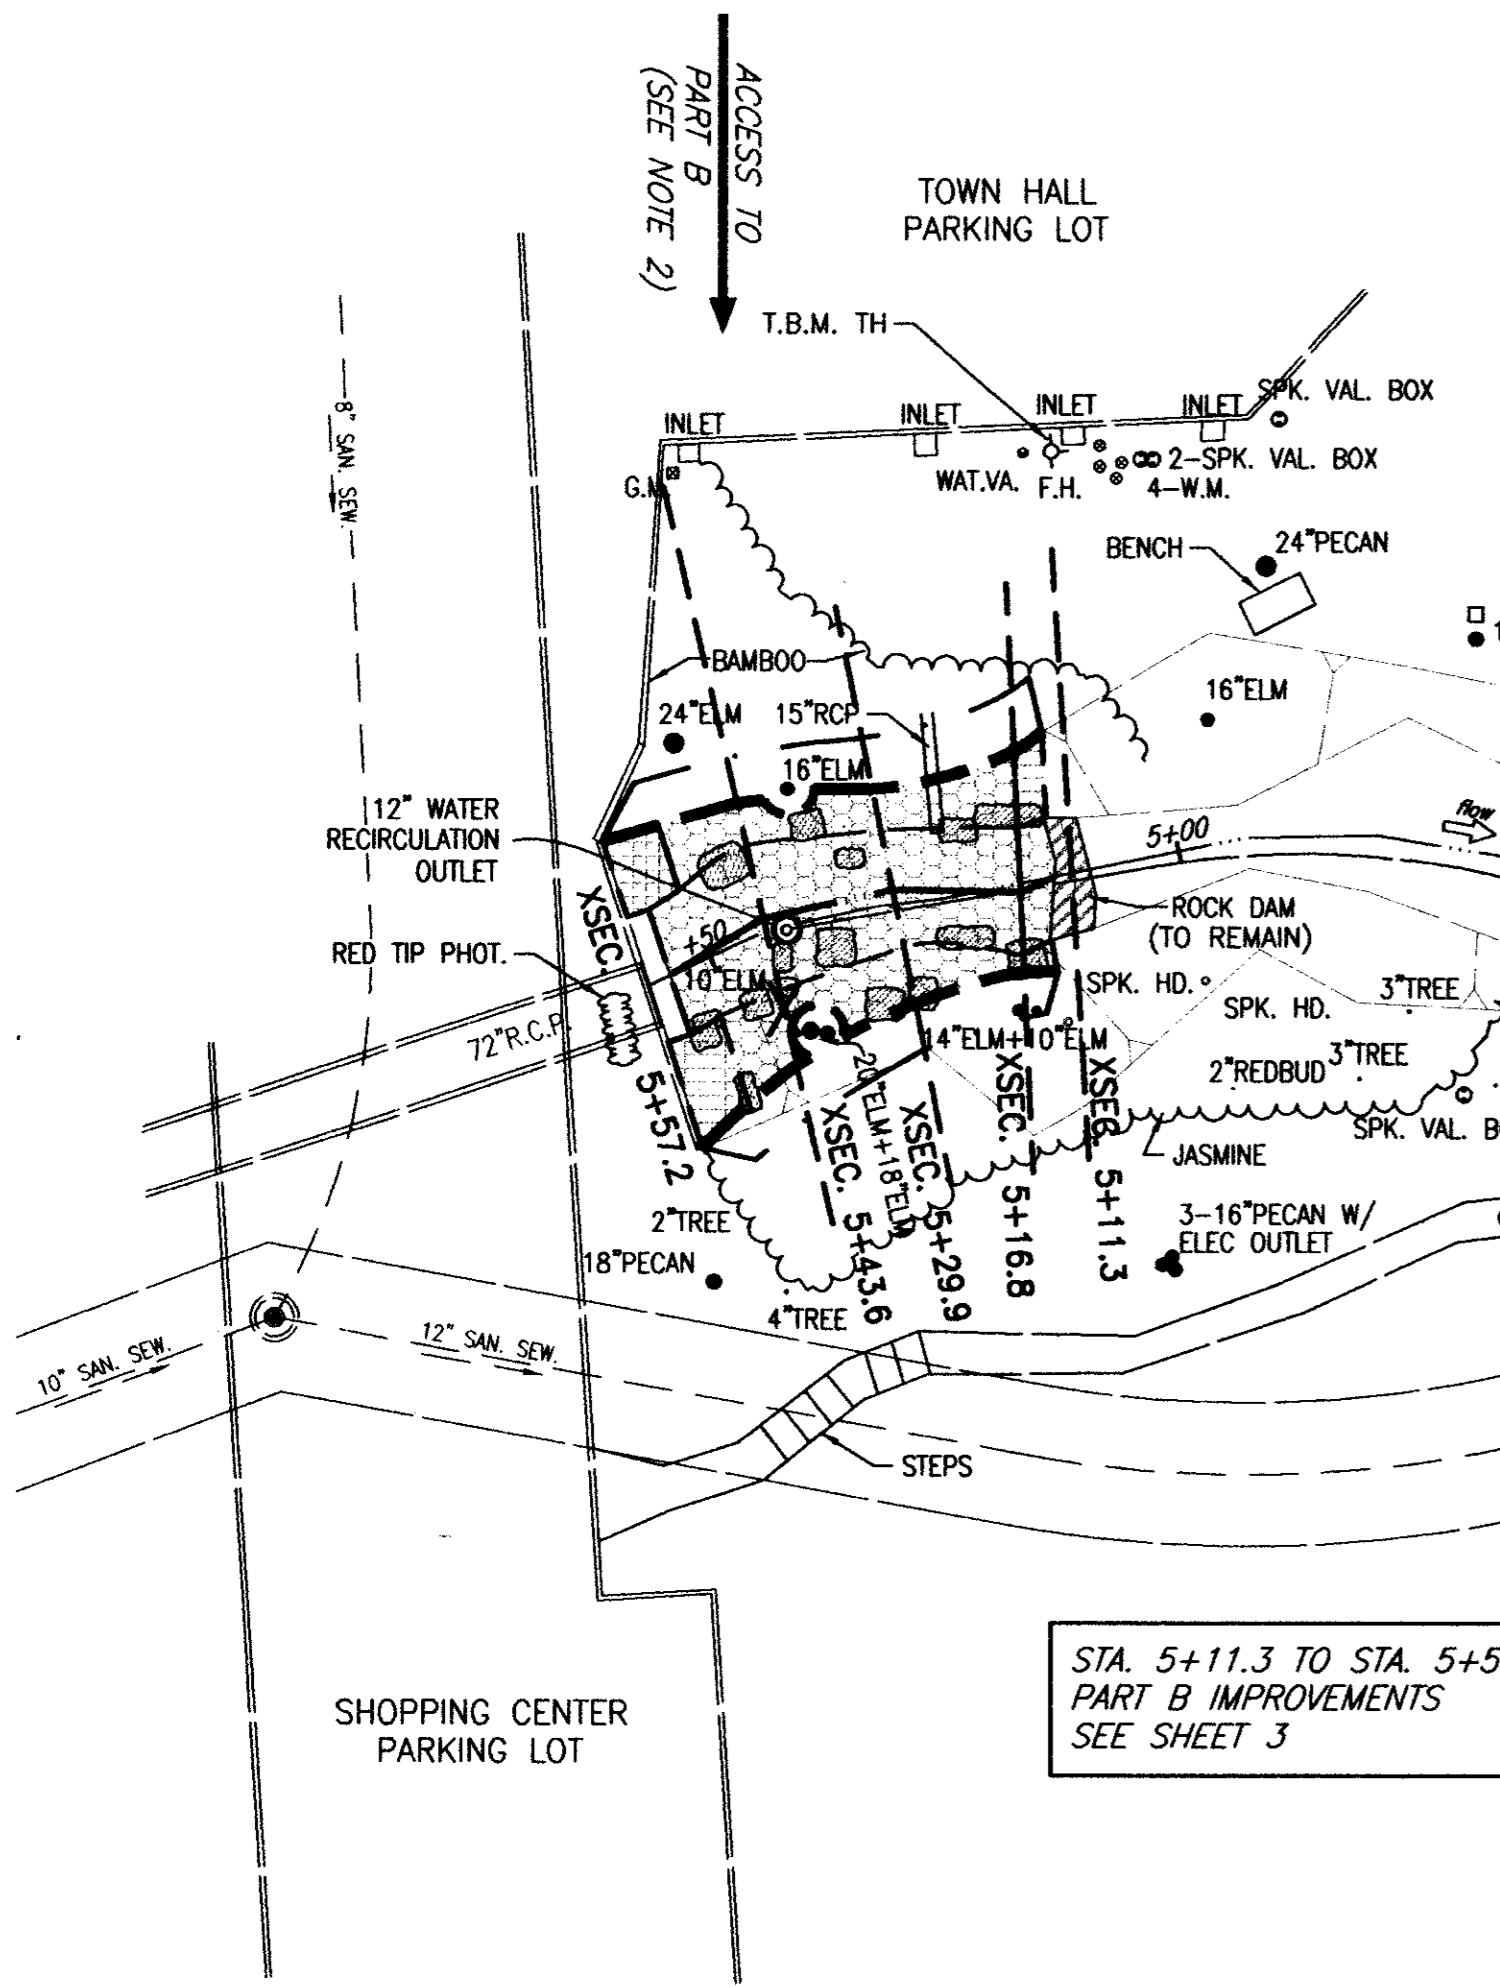 ACCESS TO
PART B
(SEE NOTE 2)
TOWN HALL
PARKING LOT
T.B.M. TH
8" SAN. SEW.
INLET
INLET
INLET
INLET
SPK. VAL. BOX
2-SPK. VAL. BOX
WAT.VA.
F.H.
4-W.M.
BENCH
24"PECAN
BAMBOO
24"ELM
15"RCP
16"ELM
16"ELM
12" WATER
RECIRCULATION
OUTLET
flow
5+00
ROCK DAM
(TO REMAIN)
RED TIP PHOT.
+50
10"ELM
72"R.C.P.
SPK. HD.
SPK. HD.
3"TREE
14"ELM+10"ELM
2"REDBUD
3"TREE
SPK. VAL.
JASMINE
20"ELM+18"ELM
XSEC. 5+57.2
XSEC. 5+43.6
XSEC. 5+29.9
XSEC. 5+16.8
XSEC. 5+11.3
2"TREE
18"PECAN
4"TREE
3-16"PECAN W/
ELEC OUTLET
10" SAN. SEW.
12" SAN. SEW.
STEPS
STA. 5+11.3 TO STA. 5+5
PART B IMPROVEMENTS
SEE SHEET 3
SHOPPING CENTER
PARKING LOT